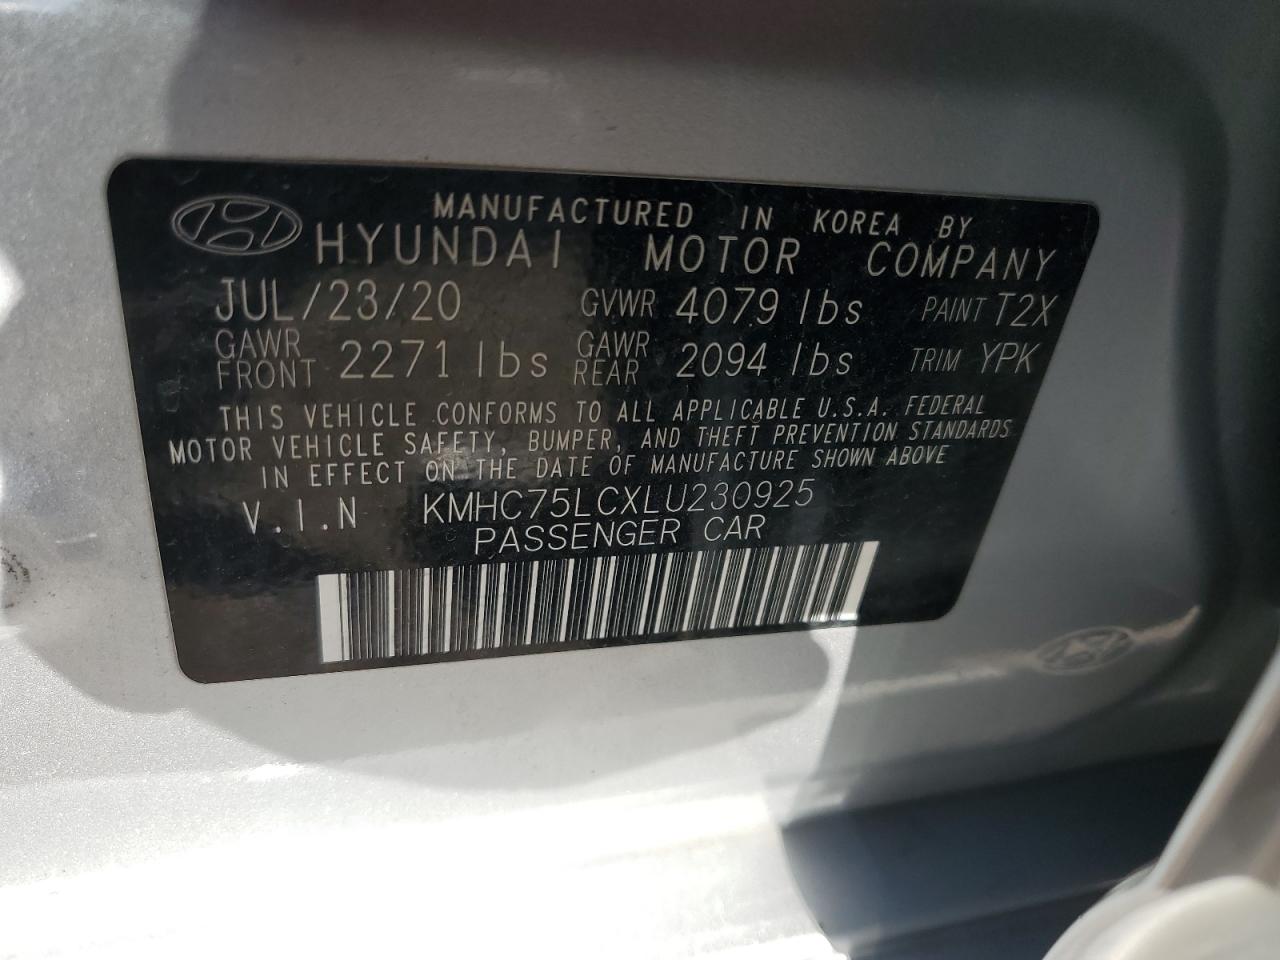 MANUFACTURED IN KOREA BY
HYUNDAI MOTOR COMPANY
JUL/23/20 GVWR 4079 lbs PAINT T2X
GAWR FRONT 2271 lbs GAWR REAR 2094 lbs TRIM YPK
THIS VEHICLE CONFORMS TO ALL APPLICABLE U.S.A. FEDERAL
MOTOR VEHICLE SAFETY, BUMPER, AND THEFT PREVENTION STANDARDS
IN EFFECT ON THE DATE OF MANUFACTURE SHOWN ABOVE
V.I.N KMHC75LCXLU230925
PASSENGER CAR